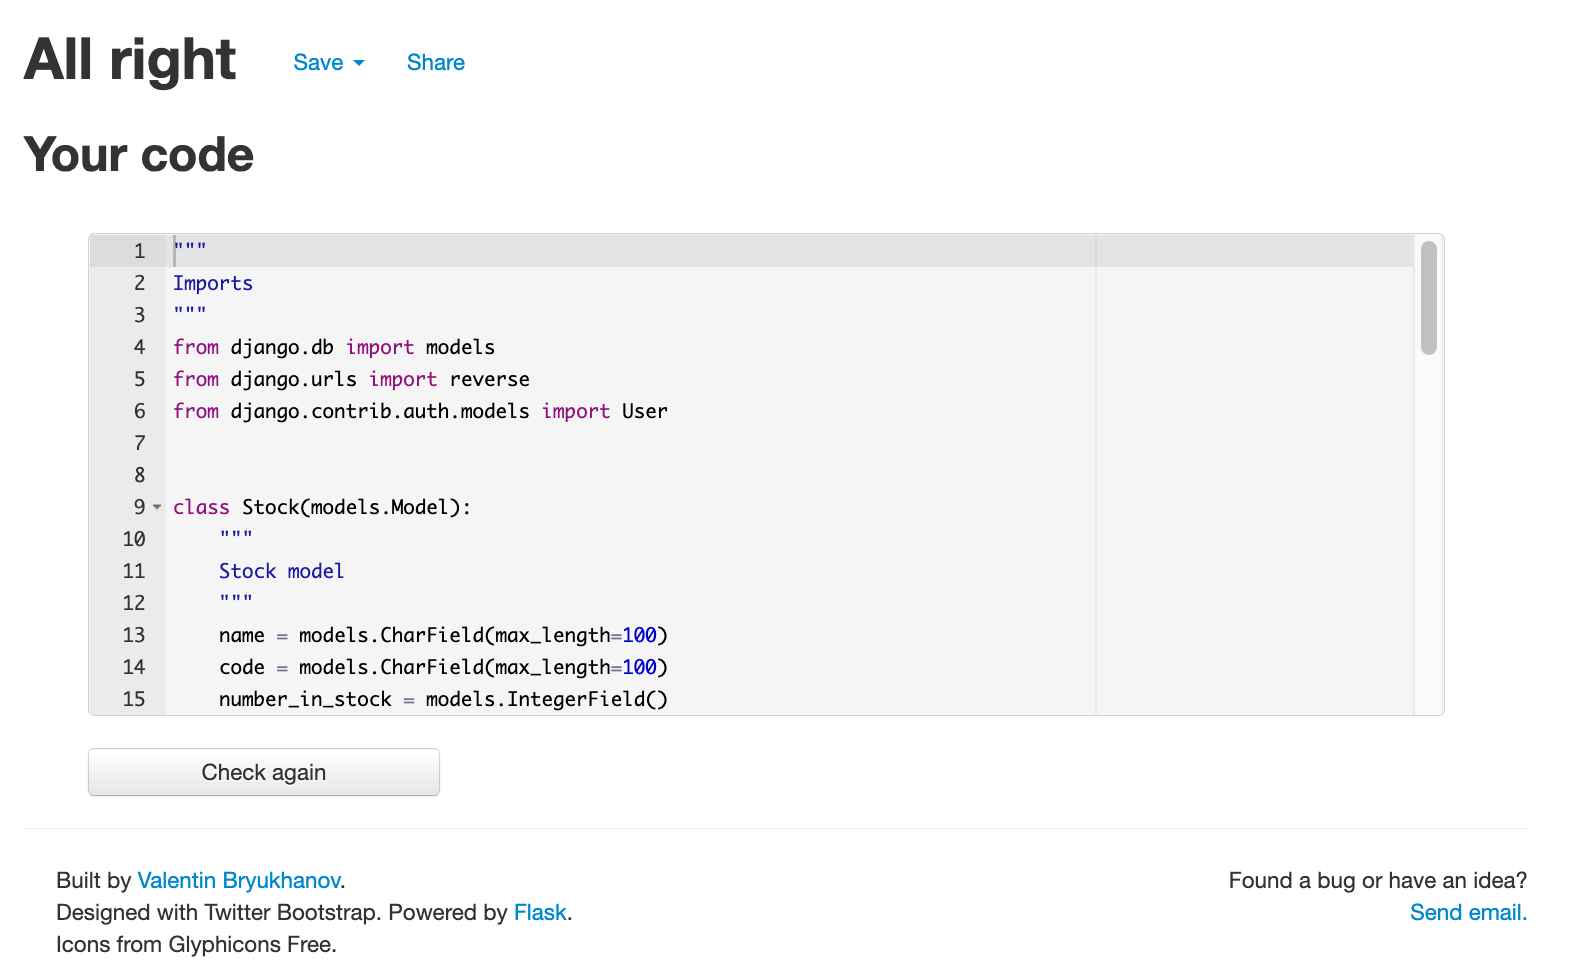 All right Save Share
Your code
1 """
2 Imports
3 """
4 from django.db import models
5 from django.urls import reverse
6 from django.contrib.auth.models import User
7
8
9 class Stock(models.Model):
10     """
11     Stock model
12     """
13     name = models.CharField(max_length=100)
14     code = models.CharField(max_length=100)
15     number_in_stock = models.IntegerField()
Check again
Built by Valentin Bryukhanov.
Designed with Twitter Bootstrap. Powered by Flask.
Icons from Glyphicons Free.
Found a bug or have an idea?
Send email.